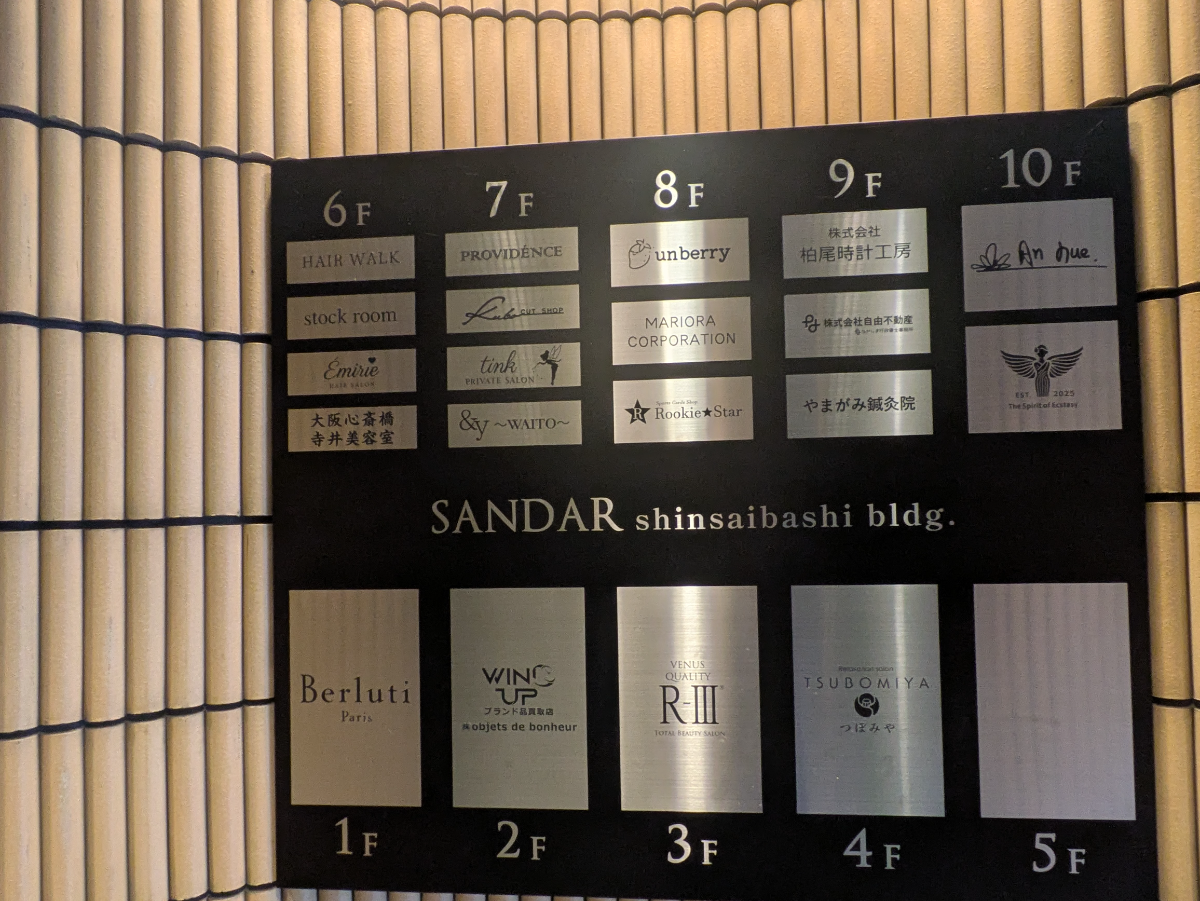 6F
HAIR WALK
stock room
Émirie
HAIR SALON
大阪心斎橋
寺井美容室
7F
PROVIDÉNCE
Kubo CUT SHOP
tink
PRIVATE SALON
&y ～WAITO～
8F
unberry
MARIORA
CORPORATION
R Rookie★Star
9F
株式会社
柏尾時計工房
株式会社自由不動産
やまがみ鍼灸院
10F
An nue.
EST. 2025
The Spirit of Ecstasy
SANDAR shinsaibashi bldg.
Berluti
Paris
1F
WING
UP
ブランド品買取店
㈱objets de bonheur
2F
VENUS
QUALITY
R-III
TOTAL BEAUTY SALON
3F
TSUBOMIYA
つぼみや
4F
5F